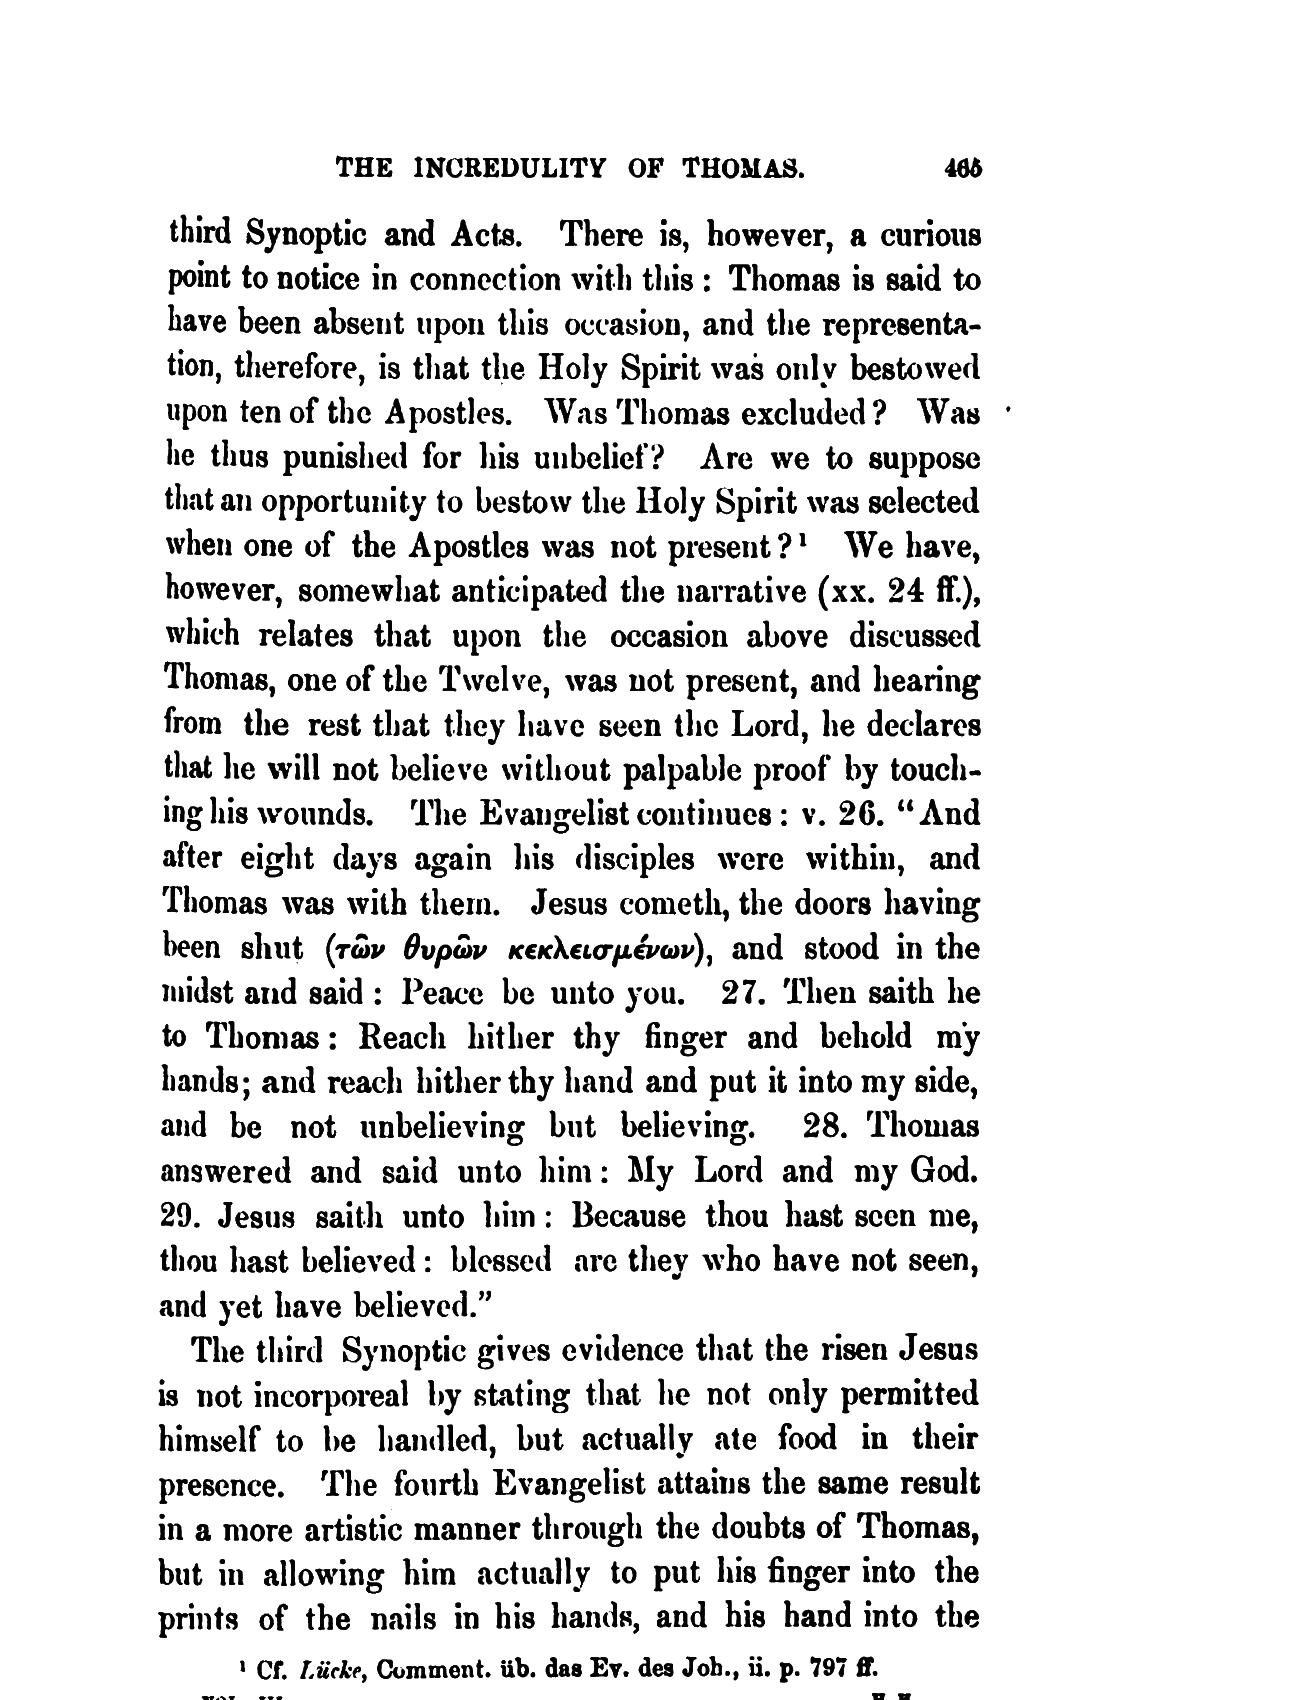 THE INCREDULITY OF THOMAS. 465
third Synoptic and Acts. There is, however, a curious
point to notice in connection with this : Thomas is said to
have been absent upon this occasion, and the representa-
tion, therefore, is that the Holy Spirit was only bestowed
upon ten of the Apostles. Was Thomas excluded? Was
he thus punished for his unbelief? Are we to suppose
that an opportunity to bestow the Holy Spirit was selected
when one of the Apostles was not present?¹ We have,
however, somewhat anticipated the narrative (xx. 24 ff.),
which relates that upon the occasion above discussed
Thomas, one of the Twelve, was not present, and hearing
from the rest that they have seen the Lord, he declares
that he will not believe without palpable proof by touch-
ing his wounds. The Evangelist continues : v. 26. “And
after eight days again his disciples were within, and
Thomas was with them. Jesus cometh, the doors having
been shut (τῶν θυρῶν κεκλεισμένων), and stood in the
midst and said : Peace be unto you. 27. Then saith he
to Thomas : Reach hither thy finger and behold my
hands; and reach hither thy hand and put it into my side,
and be not unbelieving but believing. 28. Thomas
answered and said unto him : My Lord and my God.
29. Jesus saith unto him : Because thou hast seen me,
thou hast believed : blessed are they who have not seen,
and yet have believed.”
The third Synoptic gives evidence that the risen Jesus
is not incorporeal by stating that he not only permitted
himself to be handled, but actually ate food in their
presence. The fourth Evangelist attains the same result
in a more artistic manner through the doubts of Thomas,
but in allowing him actually to put his finger into the
prints of the nails in his hands, and his hand into the
¹ Cf. Lücke, Comment. üb. das Ev. des Joh., ii. p. 797 ff.